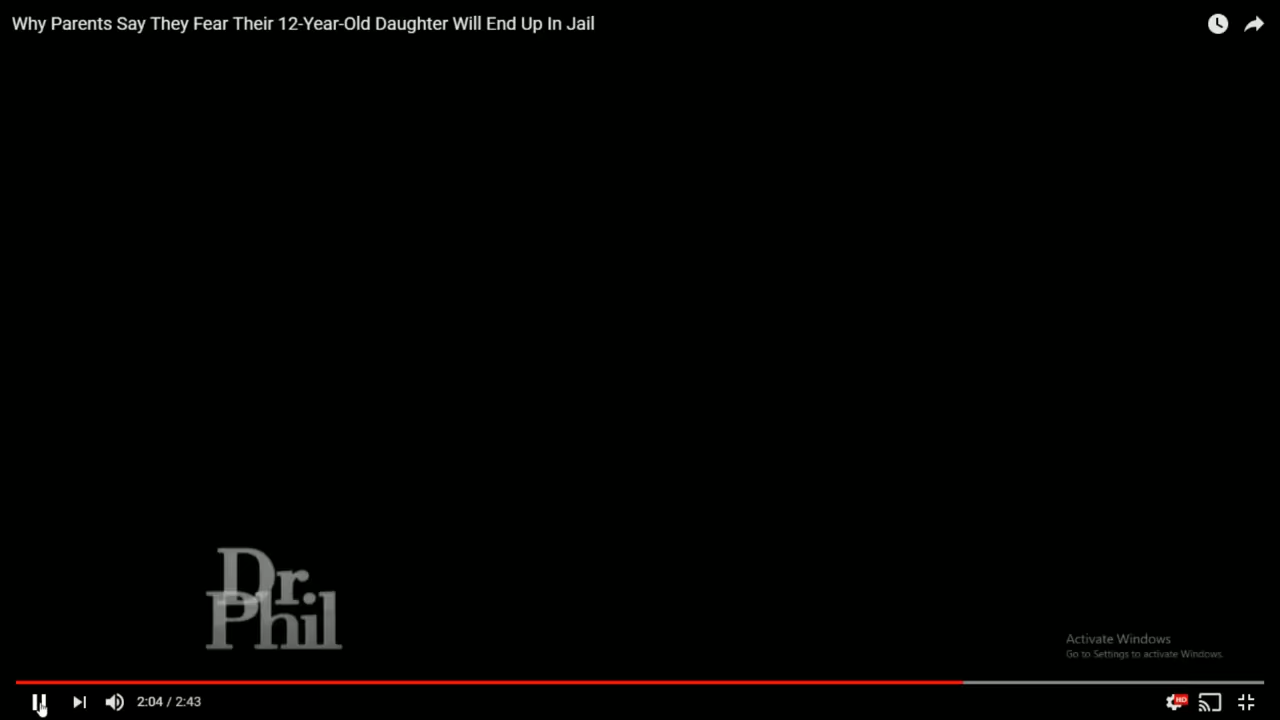 Why Parents Say They Fear Their 12-Year-Old Daughter Will End Up In Jail
Dr.
Phil
Activate Windows
Go to Settings to activate Windows.
2:04 / 2:43
HD